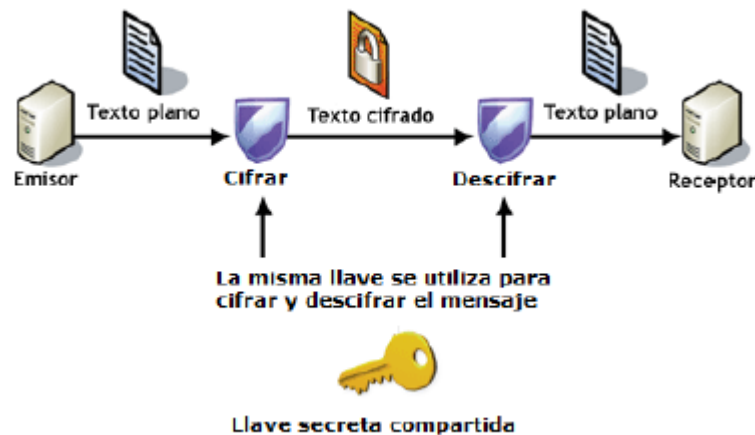 Texto plano
Texto cifrado
Texto plano
Emisor
Cifrar
Descifrar
Receptor
La misma llave se utiliza para
cifrar y descifrar el mensaje
Llave secreta compartida